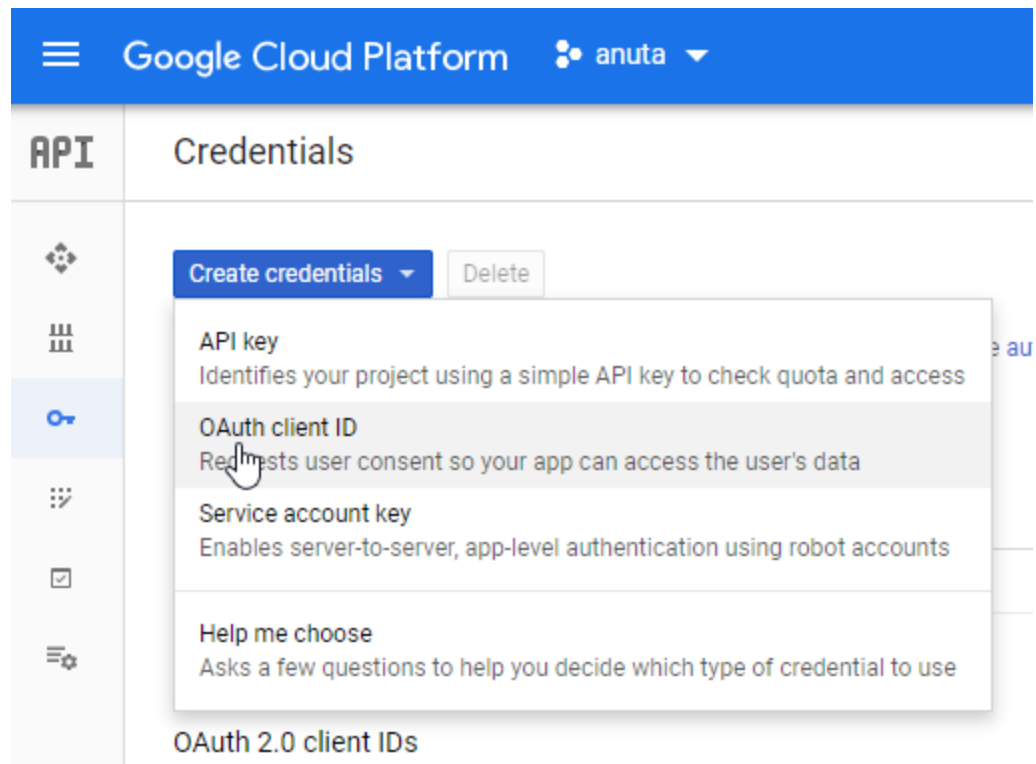 Google Cloud Platform anuta
API Credentials
Create credentials Delete
API key
Identifies your project using a simple API key to check quota and access
OAuth client ID
Requests user consent so your app can access the user's data
Service account key
Enables server-to-server, app-level authentication using robot accounts
Help me choose
Asks a few questions to help you decide which type of credential to use
OAuth 2.0 client IDs